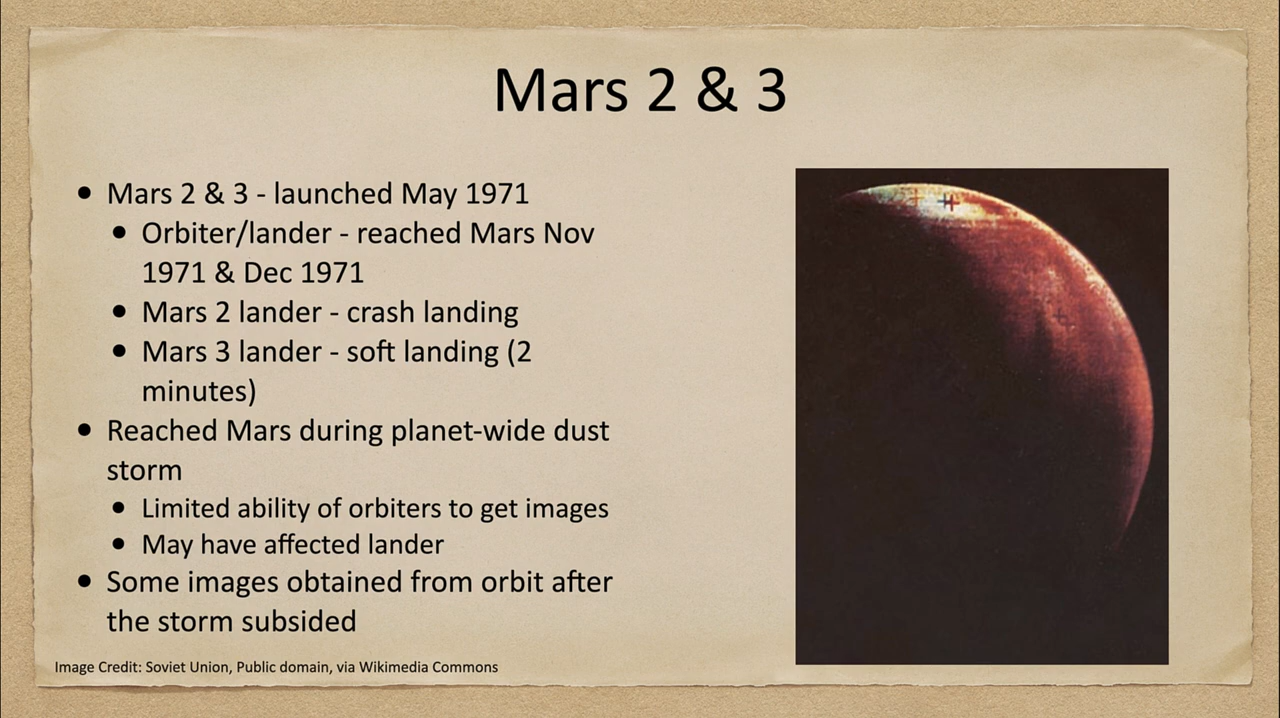 Mars 2 & 3
• Mars 2 & 3 - launched May 1971
• Orbiter/lander - reached Mars Nov
1971 & Dec 1971
• Mars 2 lander - crash landing
• Mars 3 lander - soft landing (2
minutes)
• Reached Mars during planet-wide dust
storm
• Limited ability of orbiters to get images
• May have affected lander
• Some images obtained from orbit after
the storm subsided
Image Credit: Soviet Union, Public domain, via Wikimedia Commons